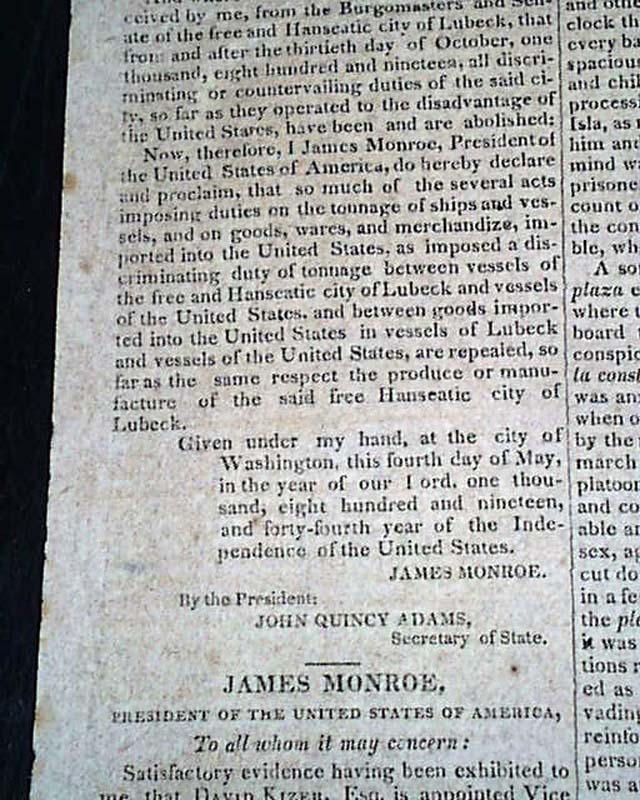 ceived by me, from the Burgomasters and Sen-
ate of the free and Hanseatic city of Lubeck, that
from and after the thirtieth day of October, one
thousand, eight hundred and nineteen, all discri-
minating or countervailing duties of the said ci-
ty, so far as they operated to the disadvantage of
the United States, have been and are abolished:
Now, therefore, I James Monroe, President of
the United States of America, do hereby declare
and proclaim, that so much of the several acts
imposing duties on the tonnage of ships and ves-
sels, and on goods, wares, and merchandize, im-
ported into the United States, as imposed a dis-
criminating duty of tonnage between vessels of
the free and Hanseatic city of Lubeck and vessels
of the United States, and between goods impor-
ted into the United States in vessels of Lubeck
and vessels of the United States, are repealed, so
far as the same respect the produce or manu-
facture of the said free Hanseatic city of
Lubeck.
Given under my hand, at the city of
Washington, this fourth day of May,
in the year of our Lord, one thou-
sand, eight hundred and nineteen,
and forty-fourth year of the Inde-
pendence of the United States.
JAMES MONROE.
By the President:
JOHN QUINCY ADAMS,
Secretary of State.
JAMES MONROE,
PRESIDENT OF THE UNITED STATES OF AMERICA,
To all whom it may concern:
Satisfactory evidence having been exhibited to
me, that DAVID KIZER, Esq. is appointed Vice
and othe
clock th
every ba
spacious
and chil
process
Isla, as
him and
mind w
prisone
count o
the con
ble, wh
A so
plaza
where
board
conspic
la const
was an
when o
by the
march
platoon
and co
able an
sex, ap
cut do
in a fe
the pla
it was
tions r
ed as
vading
reinfo
person
was a